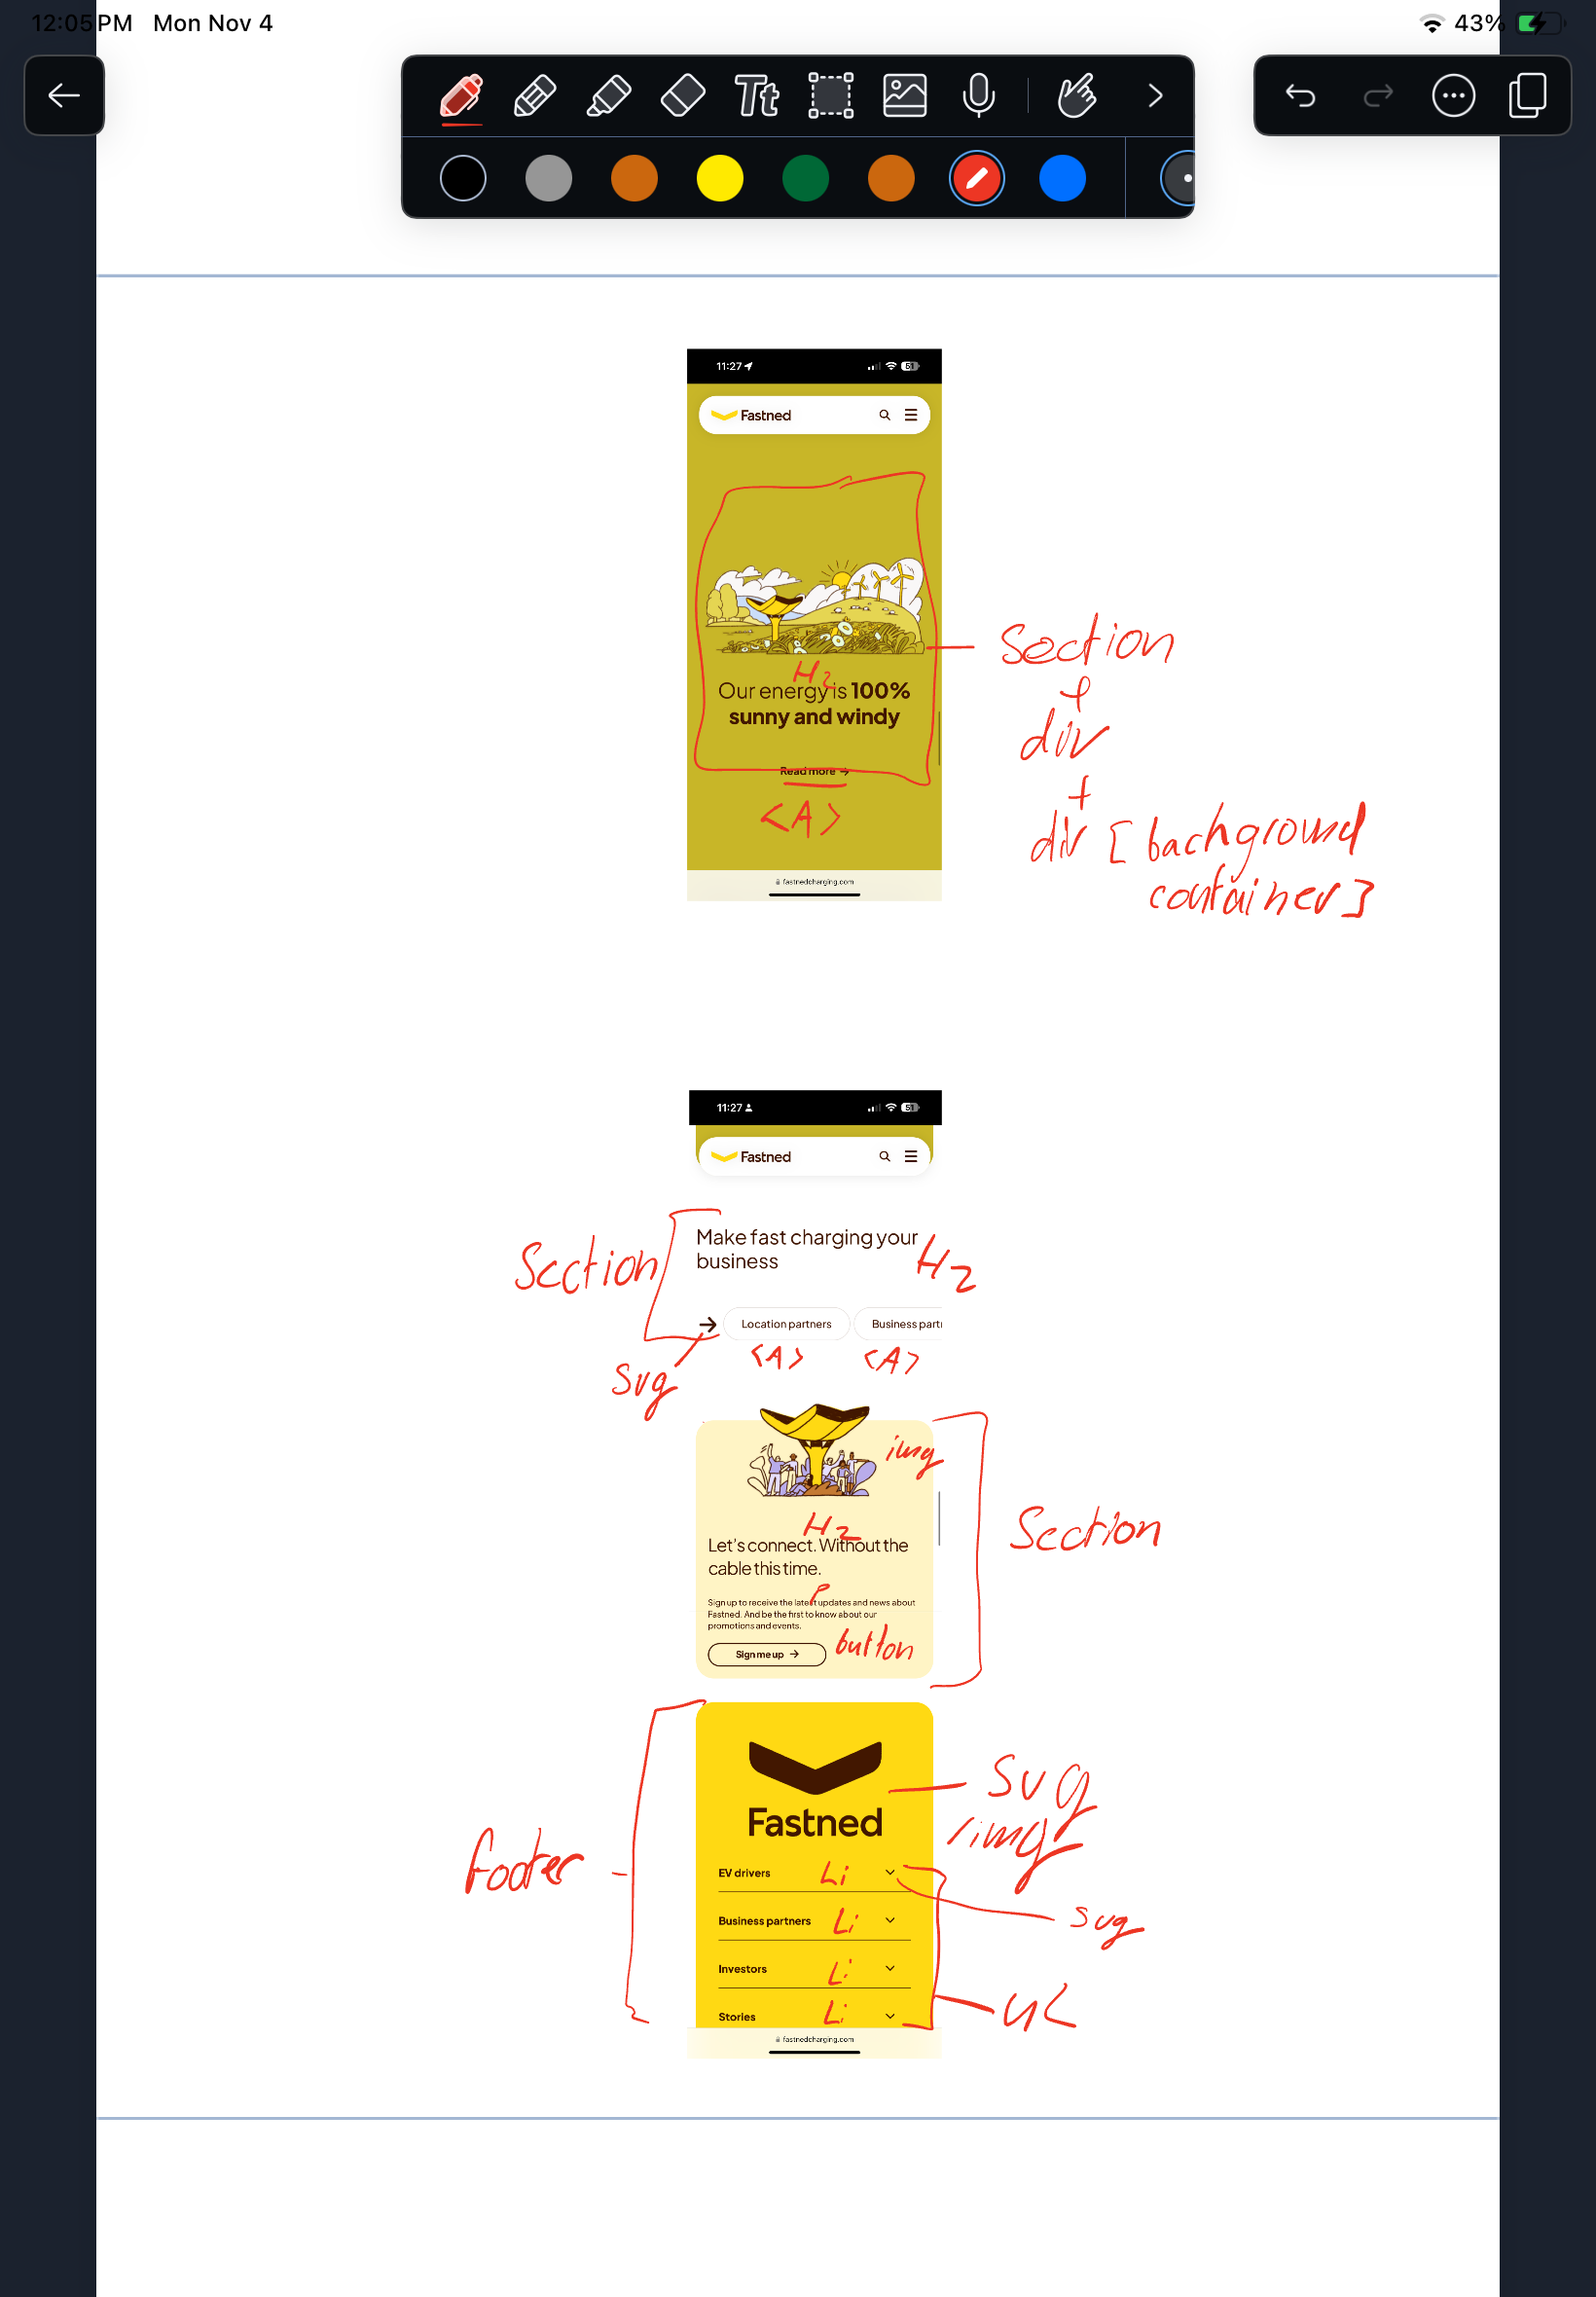 12:05 PM Mon Nov 4
43%
Tt
11:27
51
Fastned
H2
Our energy is 100%
sunny and windy
Read more →
<A>
fastnedcharging.com
Section
+
div
+
div [background
container]
11:27
51
Fastned
Section
Make fast charging your
business
H2
→ Location partners
Business partn
svg
<A>
<A>
img
H2
Let's connect. Without the
cable this time.
P
Sign up to receive the latest updates and news about
Fastned. And be the first to know about our
promotions and events.
Sign me up →
button
Section
Footer
Fastned
svg
/img
EV drivers
Li
svg
Business partners
Li
Investors
Li
Stories
Li
UL
fastnedcharging.com